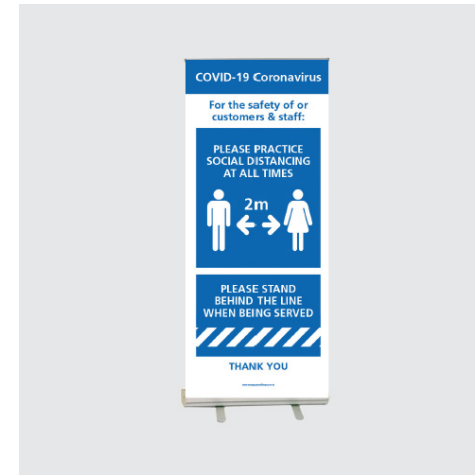 COVID-19 Coronavirus
For the safety of or
customers & staff:
PLEASE PRACTICE
SOCIAL DISTANCING
AT ALL TIMES
2m
PLEASE STAND
BEHIND THE LINE
WHEN BEING SERVED
THANK YOU